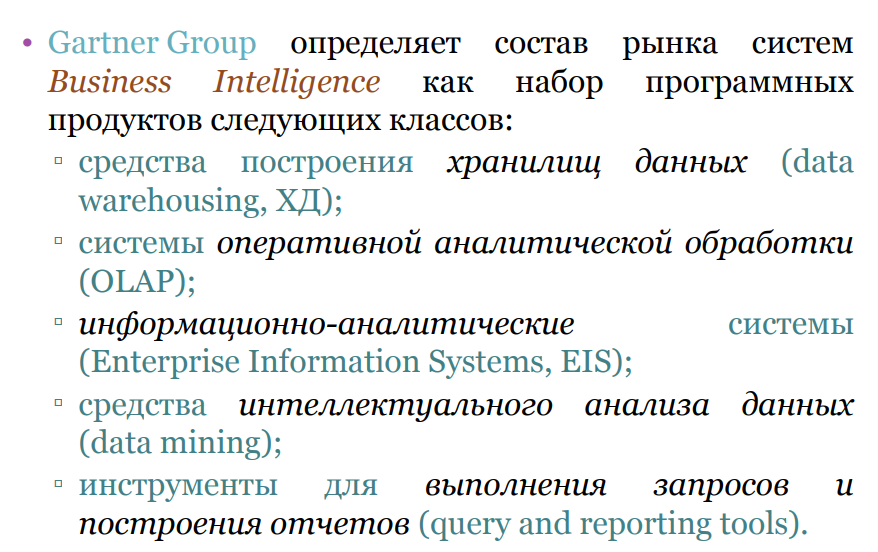 • Gartner Group определяет состав рынка систем
Business Intelligence как набор программных
продуктов следующих классов:
▫ средства построения хранилищ данных (data
warehousing, ХД);
▫ системы оперативной аналитической обработки
(OLAP);
▫ информационно-аналитические системы
(Enterprise Information Systems, EIS);
▫ средства интеллектуального анализа данных
(data mining);
▫ инструменты для выполнения запросов и
построения отчетов (query and reporting tools).